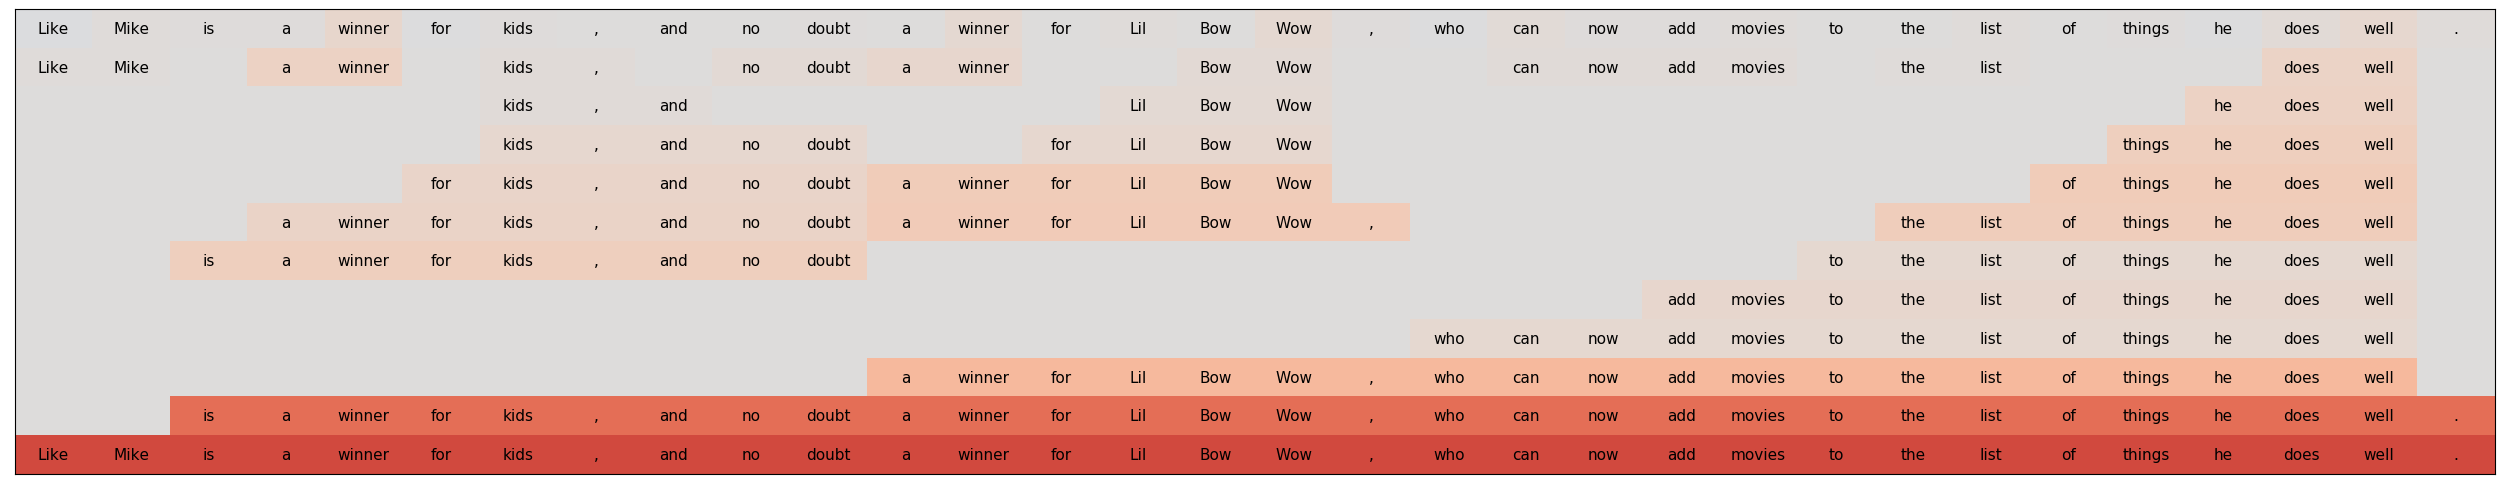 Like Mike is a winner for kids , and no doubt a winner for Lil Bow Wow , who can now add movies to the list of things he does well .
Like Mike a winner kids , no doubt a winner Bow Wow can now add movies the list does well
kids , and Lil Bow Wow he does well
kids , and no doubt for Lil Bow Wow things he does well
for kids , and no doubt a winner for Lil Bow Wow of things he does well
a winner for kids , and no doubt a winner for Lil Bow Wow , the list of things he does well
is a winner for kids , and no doubt to the list of things he does well
add movies to the list of things he does well
who can now add movies to the list of things he does well
a winner for Lil Bow Wow , who can now add movies to the list of things he does well
is a winner for kids , and no doubt a winner for Lil Bow Wow , who can now add movies to the list of things he does well .
Like Mike is a winner for kids , and no doubt a winner for Lil Bow Wow , who can now add movies to the list of things he does well .